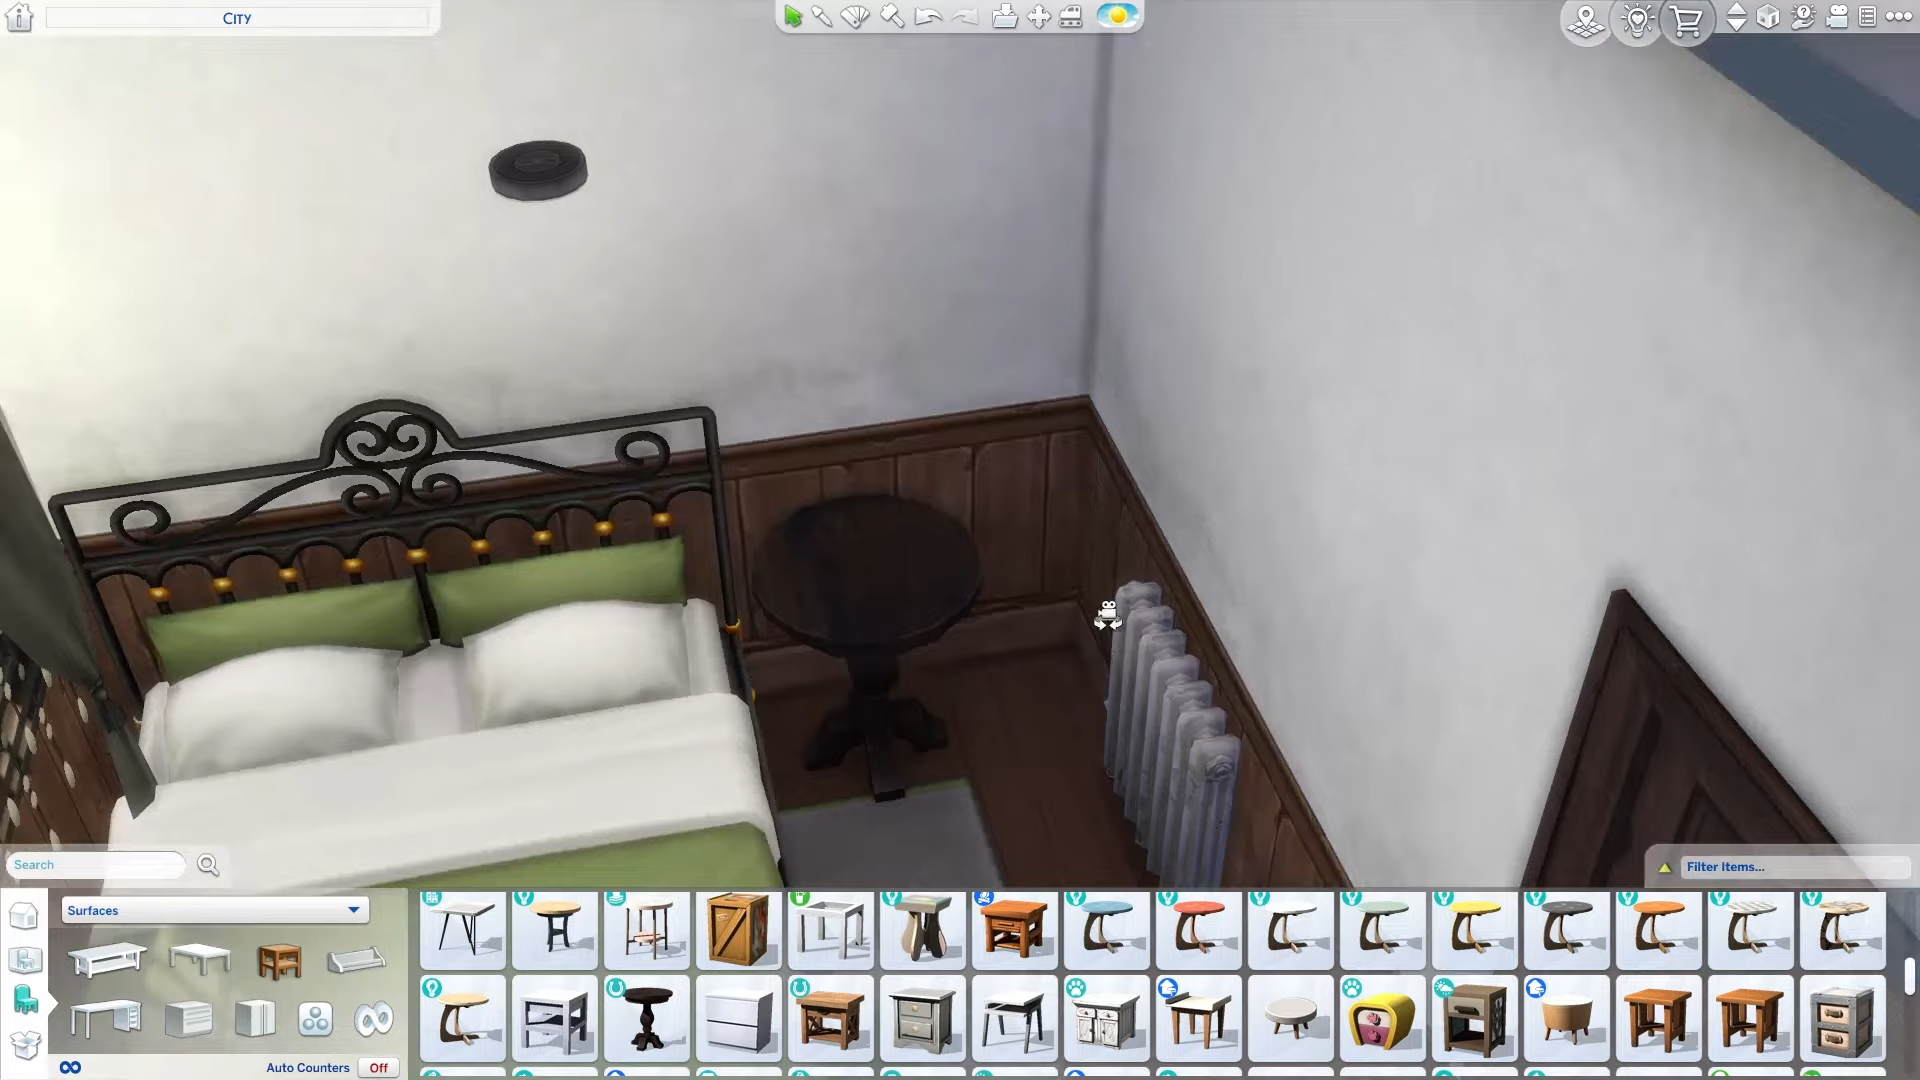 City
Search
Filter Items...
Surfaces
Auto Counters Off